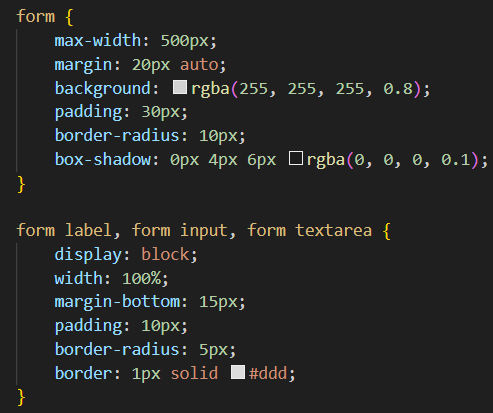 form {
    max-width: 500px;
    margin: 20px auto;
    background: rgba(255, 255, 255, 0.8);
    padding: 30px;
    border-radius: 10px;
    box-shadow: 0px 4px 6px rgba(0, 0, 0, 0.1);
}

form label, form input, form textarea {
    display: block;
    width: 100%;
    margin-bottom: 15px;
    padding: 10px;
    border-radius: 5px;
    border: 1px solid #ddd;
}